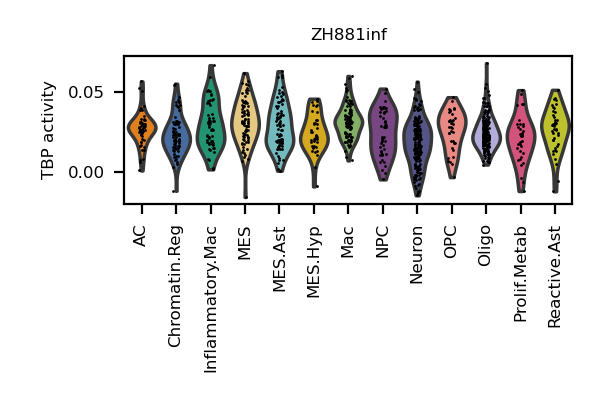 ZH881inf
TBP activity
0.05
0.00
AC
Chromatin.Reg
Inflammatory.Mac
MES
MES.Ast
MES.Hyp
Mac
NPC
Neuron
OPC
Oligo
Prolif.Metab
Reactive.Ast